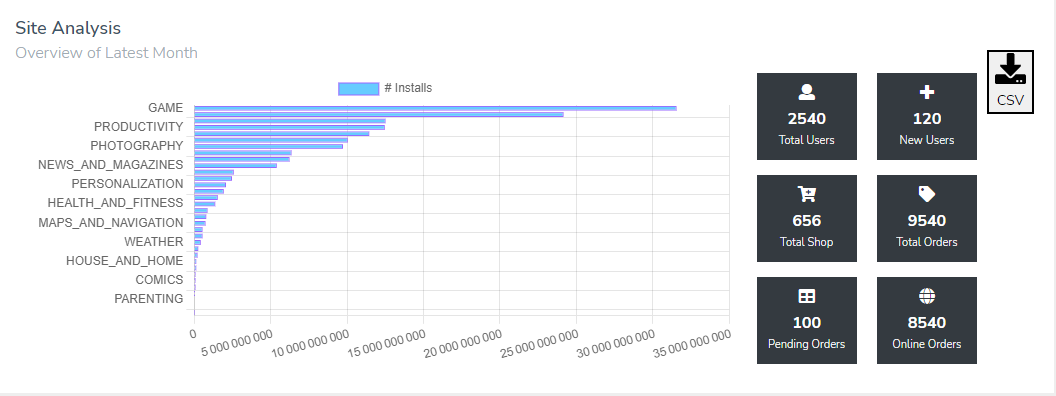 Site Analysis
Overview of Latest Month
# Installs
GAME
PRODUCTIVITY
PHOTOGRAPHY
NEWS_AND_MAGAZINES
PERSONALIZATION
HEALTH_AND_FITNESS
MAPS_AND_NAVIGATION
WEATHER
HOUSE_AND_HOME
COMICS
PARENTING
0
5 000 000 000
10 000 000 000
15 000 000 000
20 000 000 000
25 000 000 000
30 000 000 000
35 000 000 000
2540
Total Users
120
New Users
656
Total Shop
9540
Total Orders
100
Pending Orders
8540
Online Orders
CSV